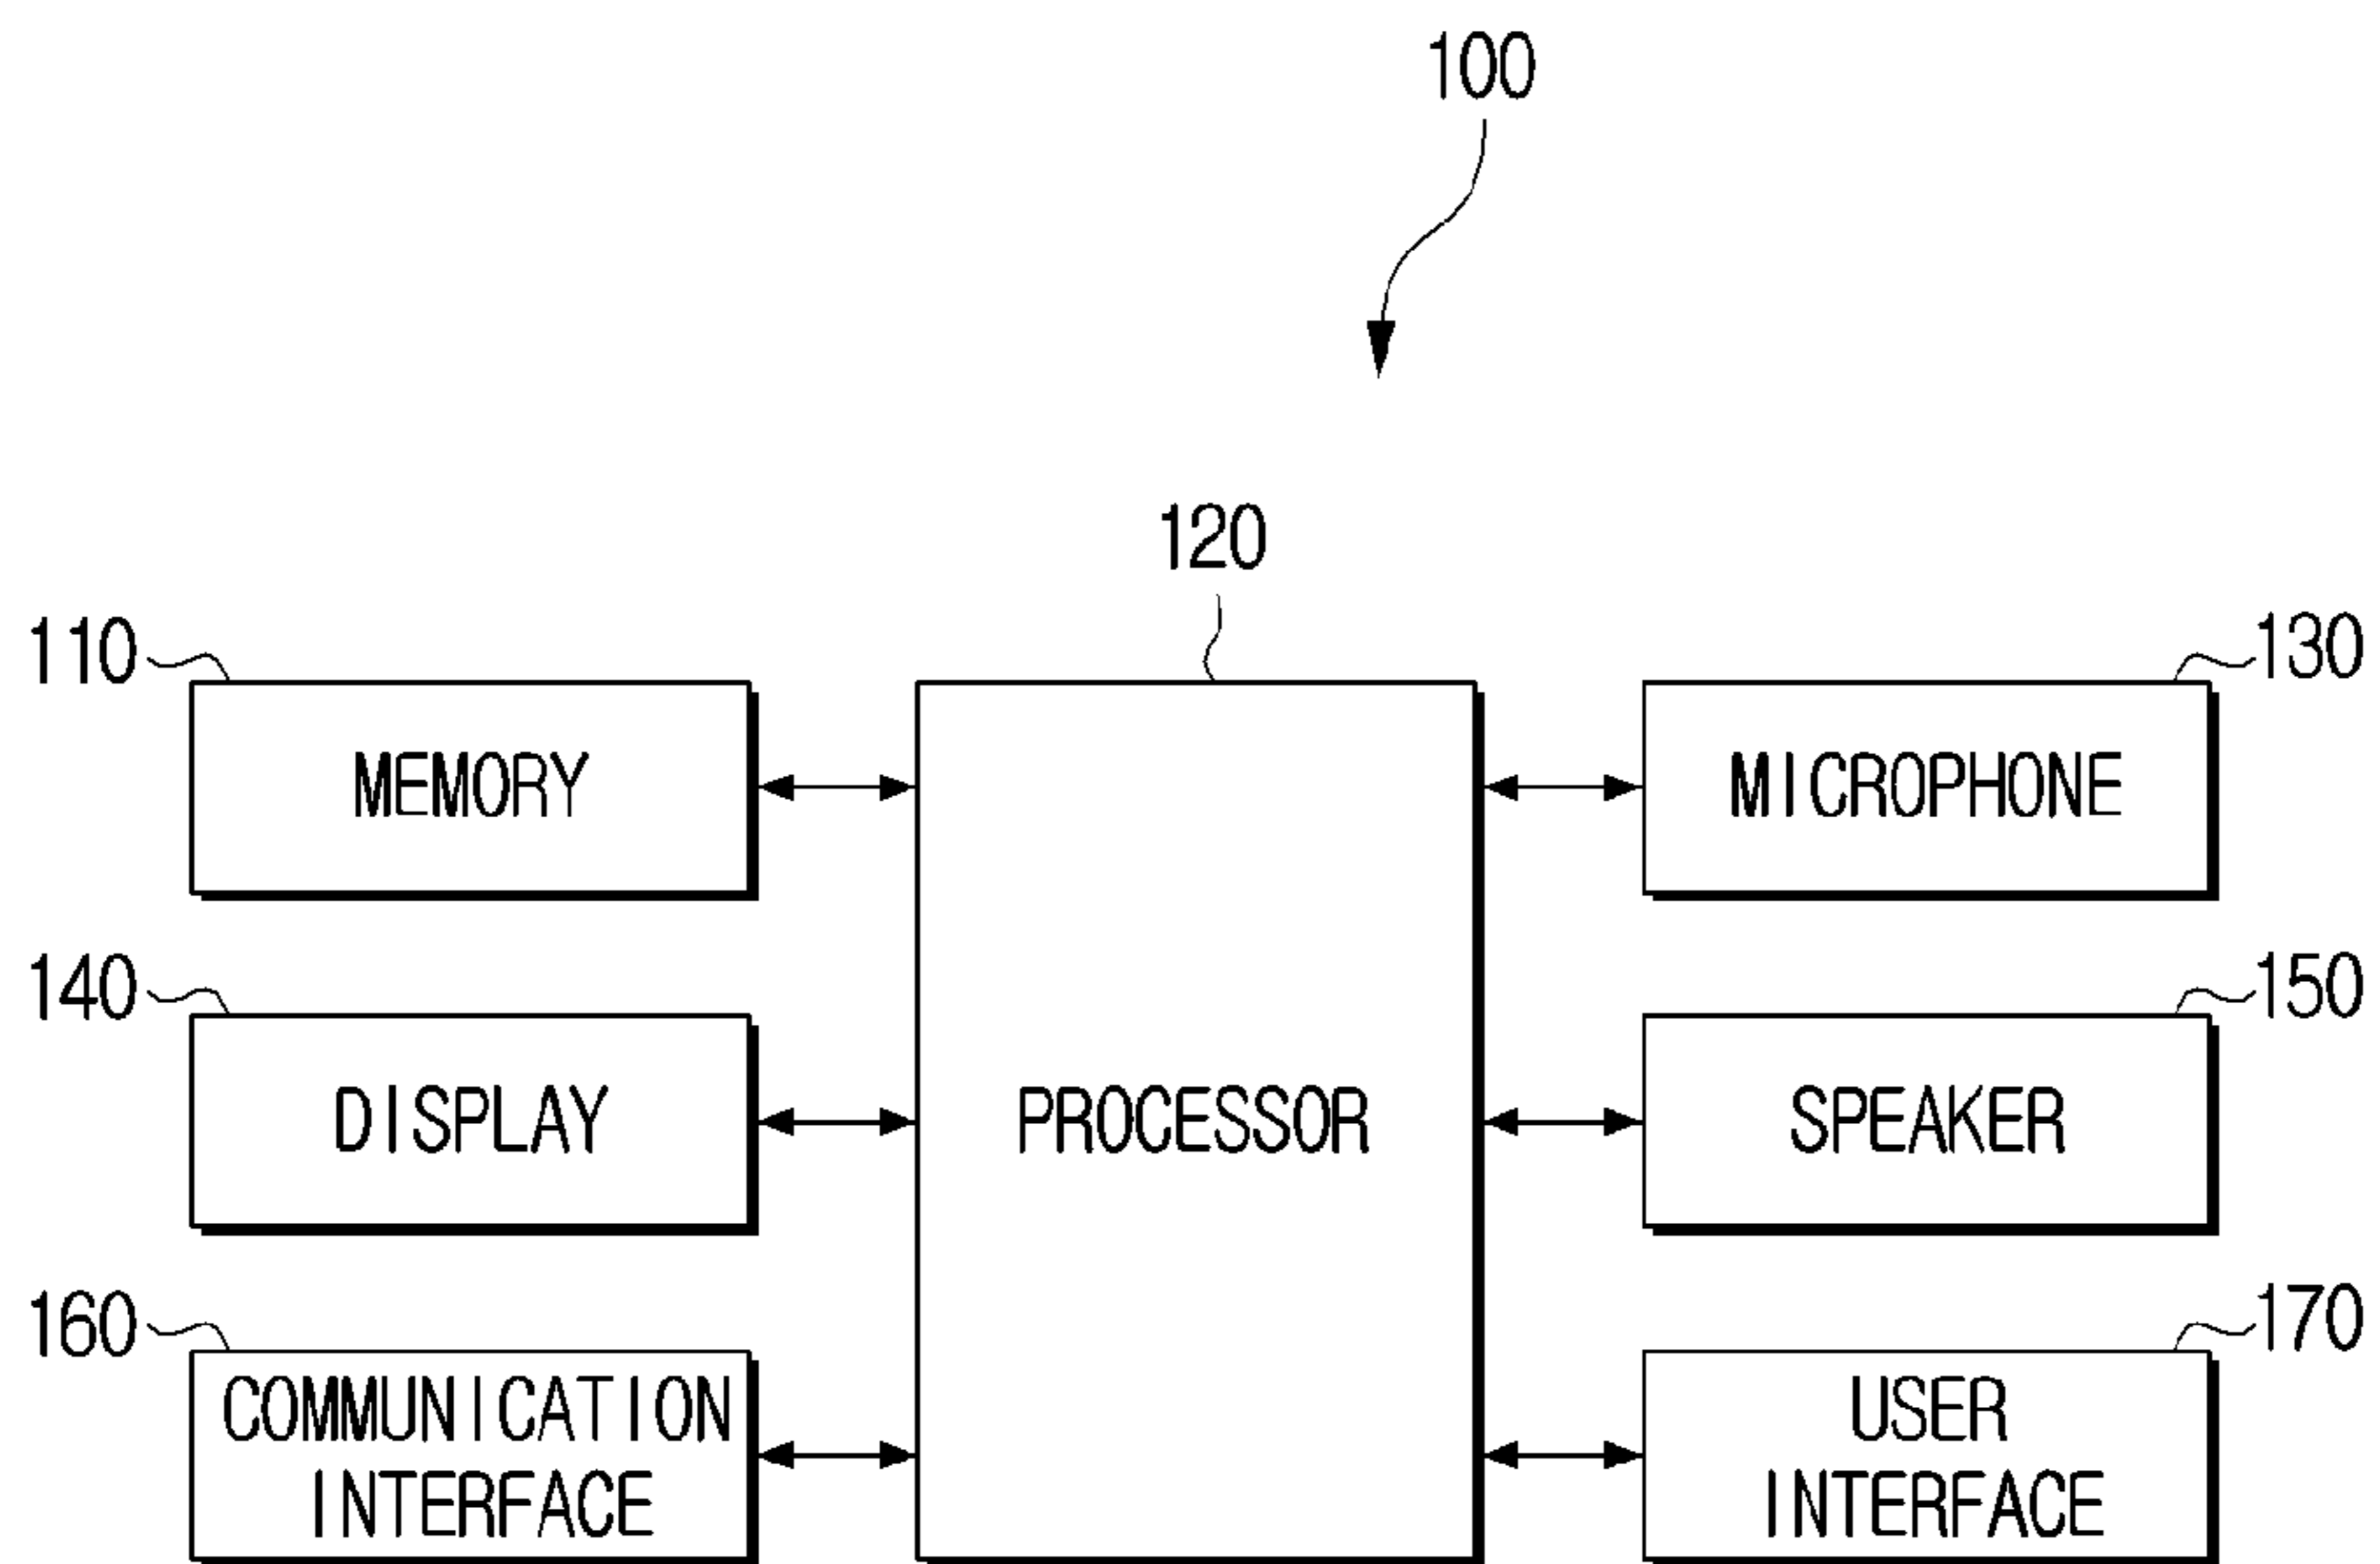 100
120
110
130
MEMORY
MICROPHONE
140
150
DISPLAY
PROCESSOR
SPEAKER
160
170
COMMUNICATION
INTERFACE
USER
INTERFACE